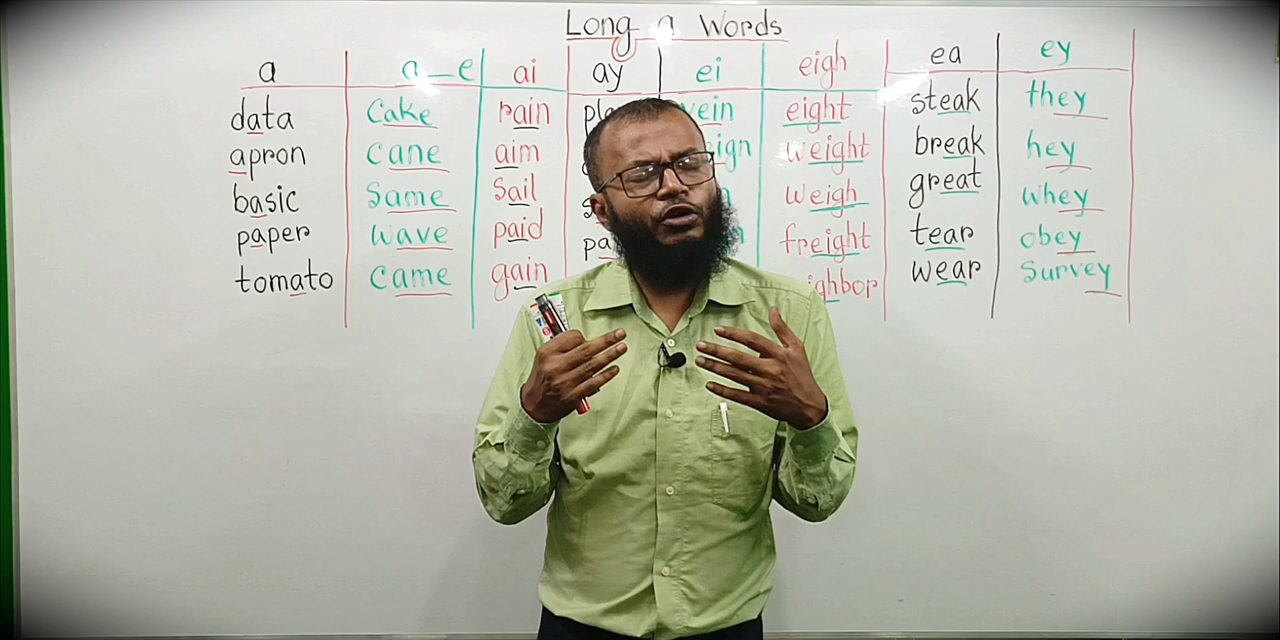 Long a Words
a a_e ai ay ei eigh ea ey
data Cake rain vein eight steak they
apron cane aim weight break hey
basic Same Sail weigh great whey
paper wave paid freight tear obey
tomato came gain wear Survey